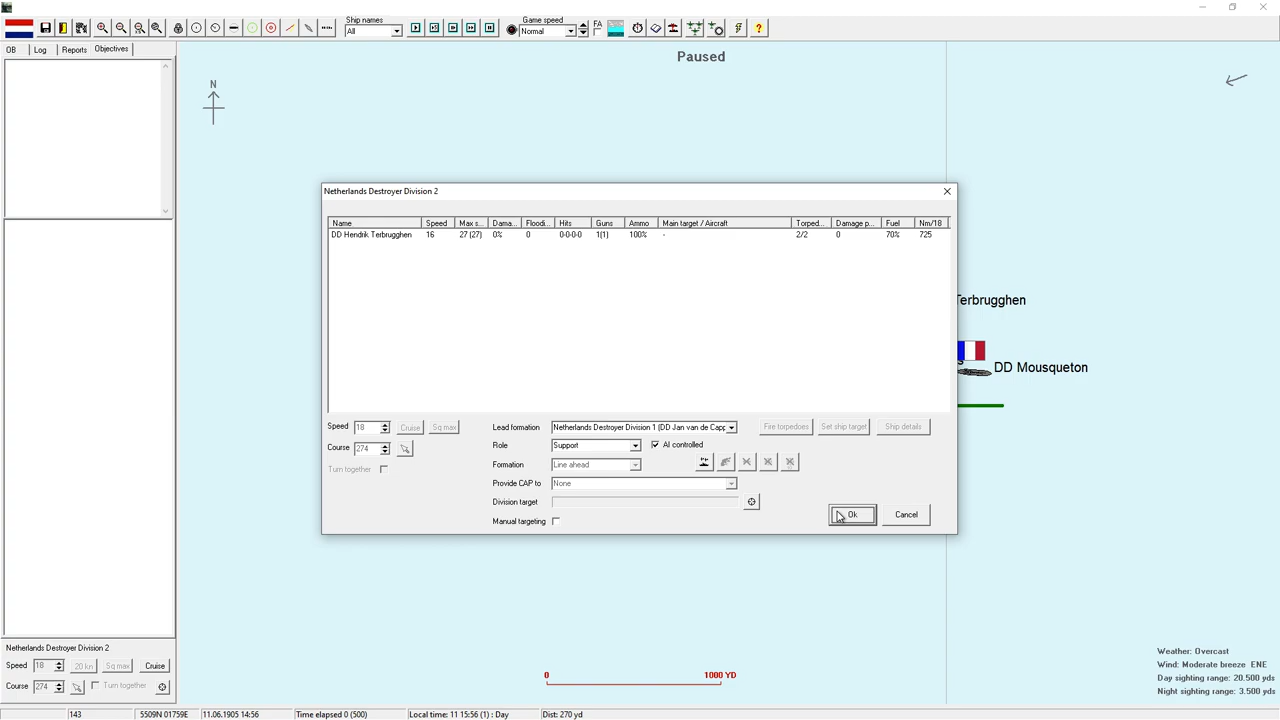 Ship names
All
Game speed
Normal
FA
OB Log Reports Objectives
Paused
N
Netherlands Destroyer Division 2
Name Speed Max s... Dama... Floodi... Hits Guns Ammo Main target / Aircraft Torped... Damage p... Fuel Nm/18
DD Hendrik Terbrugghen 16 27 (27) 0% 0 0-0-0-0 1(1) 100% - 2/2 0 70% 725
Terbrugghen
DD Mousqueton
Speed 18 Cruise Sq max
Course 274
Turn together
Lead formation Netherlands Destroyer Division 1 (DD Jan van de Capp
Role Support AI controlled
Formation Line ahead
Provide CAP to None
Division target
Manual targeting
Fire torpedoes Set ship target Ship details
Ok Cancel
0 1000 YD
Weather: Overcast
Wind: Moderate breeze ENE
Day sighting range: 20.500 yds
Night sighting range: 3.500 yds
Netherlands Destroyer Division 2
Speed 18 20 kn Sq max Cruise
Course 274 Turn together
143 5509N 01759E 11.06.1905 14:56 Time elapsed 0 (500) Local time: 11 15:56 (1) : Day Dist: 270 yd